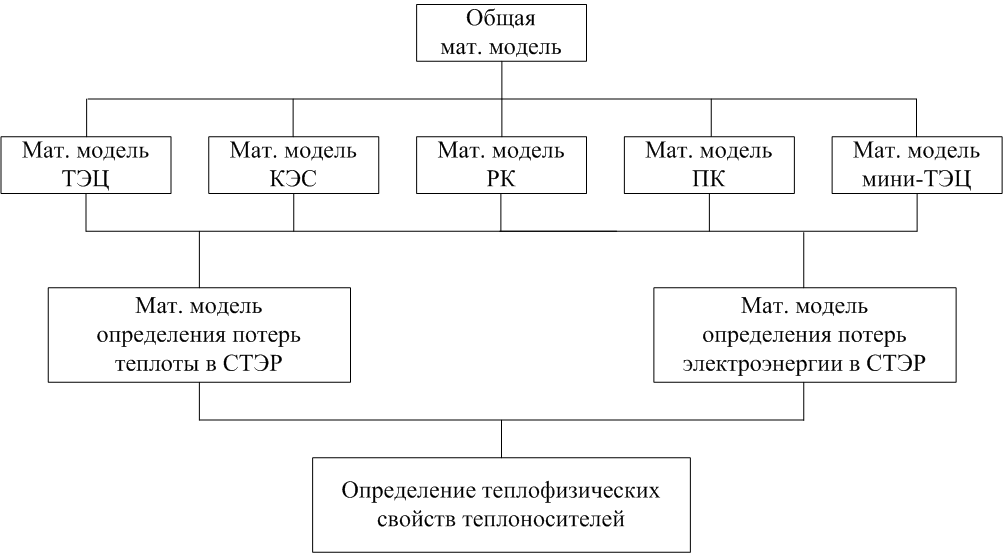 Общая
мат. модель
Мат. модель
ТЭЦ
Мат. модель
КЭС
Мат. модель
РК
Мат. модель
ПК
Мат. модель
мини-ТЭЦ
Мат. модель
определения потерь
теплоты в СТЭР
Мат. модель
определения потерь
электроэнергии в СТЭР
Определение теплофизических
свойств теплоносителей